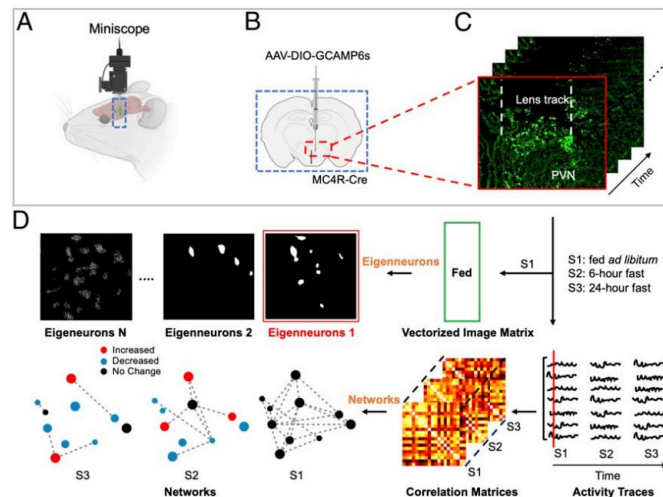 A
Miniscope
B
AAV-DIO-GCAMP6s
MC4R-Cre
C
Lens track
PVN
Time
D
Eigenneurons
Fed
S1
S1: fed ad libitum
S2: 6-hour fast
S3: 24-hour fast
Eigeneurons N
Eigenneurons 2
Eigenneurons 1
Vectorized Image Matrix
Increased
Decreased
No Change
Networks
S3
S2
S1
S1
S2
S3
S1
S2
S3
Time
Networks
Correlation Matrices
Activity Traces